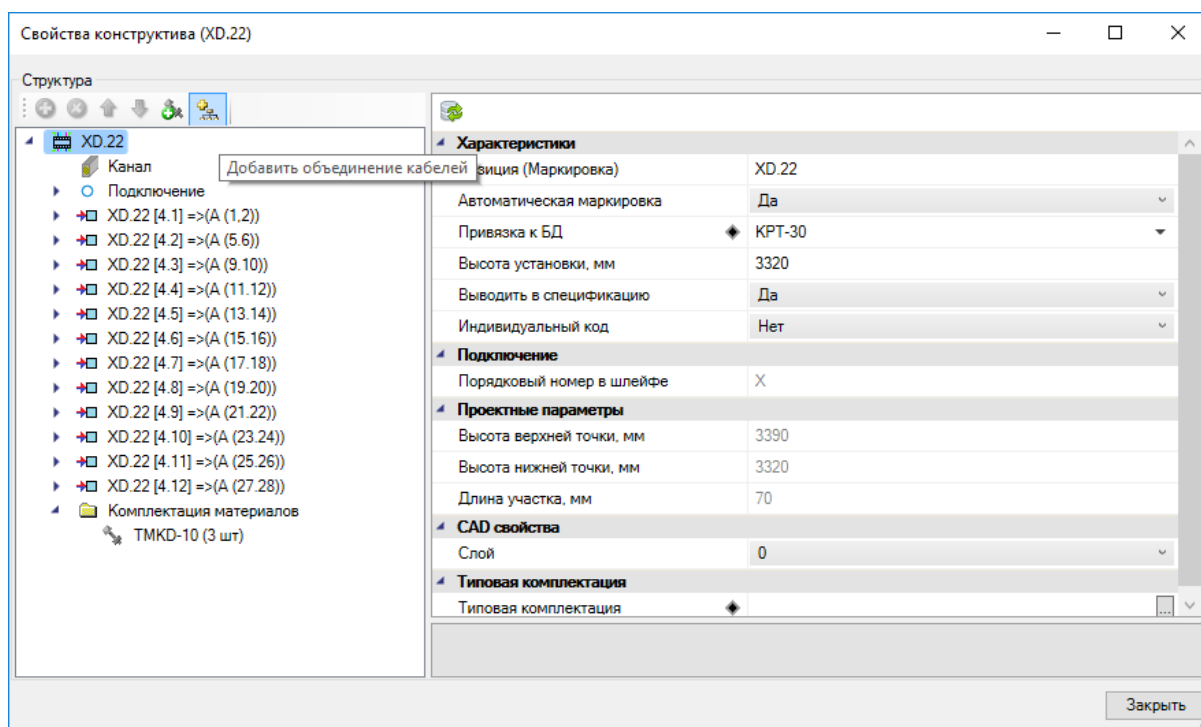 Свойства конструктива (XD.22)
Структура
XD.22
Канал
Добавить объединение кабелей
Подключение
XD.22 [4.1] =>(А (1,2))
XD.22 [4.2] =>(А (5.6))
XD.22 [4.3] =>(А (9.10))
XD.22 [4.4] =>(А (11.12))
XD.22 [4.5] =>(А (13.14))
XD.22 [4.6] =>(А (15.16))
XD.22 [4.7] =>(А (17.18))
XD.22 [4.8] =>(А (19.20))
XD.22 [4.9] =>(А (21.22))
XD.22 [4.10] =>(А (23.24))
XD.22 [4.11] =>(А (25.26))
XD.22 [4.12] =>(А (27.28))
Комплектация материалов
TMKD-10 (3 шт)
Характеристики
зиция (Маркировка) XD.22
Автоматическая маркировка Да
Привязка к БД КРТ-30
Высота установки, мм 3320
Выводить в спецификацию Да
Индивидуальный код Нет
Подключение
Порядковый номер в шлейфе X
Проектные параметры
Высота верхней точки, мм 3390
Высота нижней точки, мм 3320
Длина участка, мм 70
CAD свойства
Слой 0
Типовая комплектация
Типовая комплектация ...
Закрыть